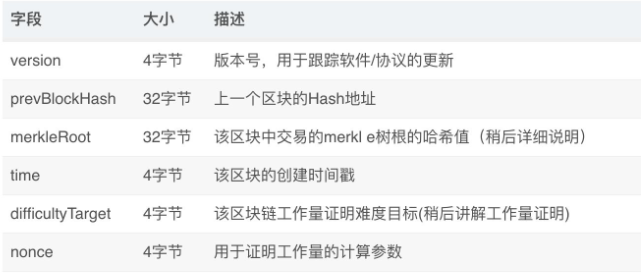 字段 大小 描述
version 4字节 版本号，用于跟踪软件/协议的更新
prevBlockHash 32字节 上一个区块的Hash地址
merkleRoot 32字节 该区块中交易的merkl e树根的哈希值（稍后详细说明）
time 4字节 该区块的创建时间戳
difficultyTarget 4字节 该区块链工作量证明难度目标(稍后讲解工作量证明)
nonce 4字节 用于证明工作量的计算参数